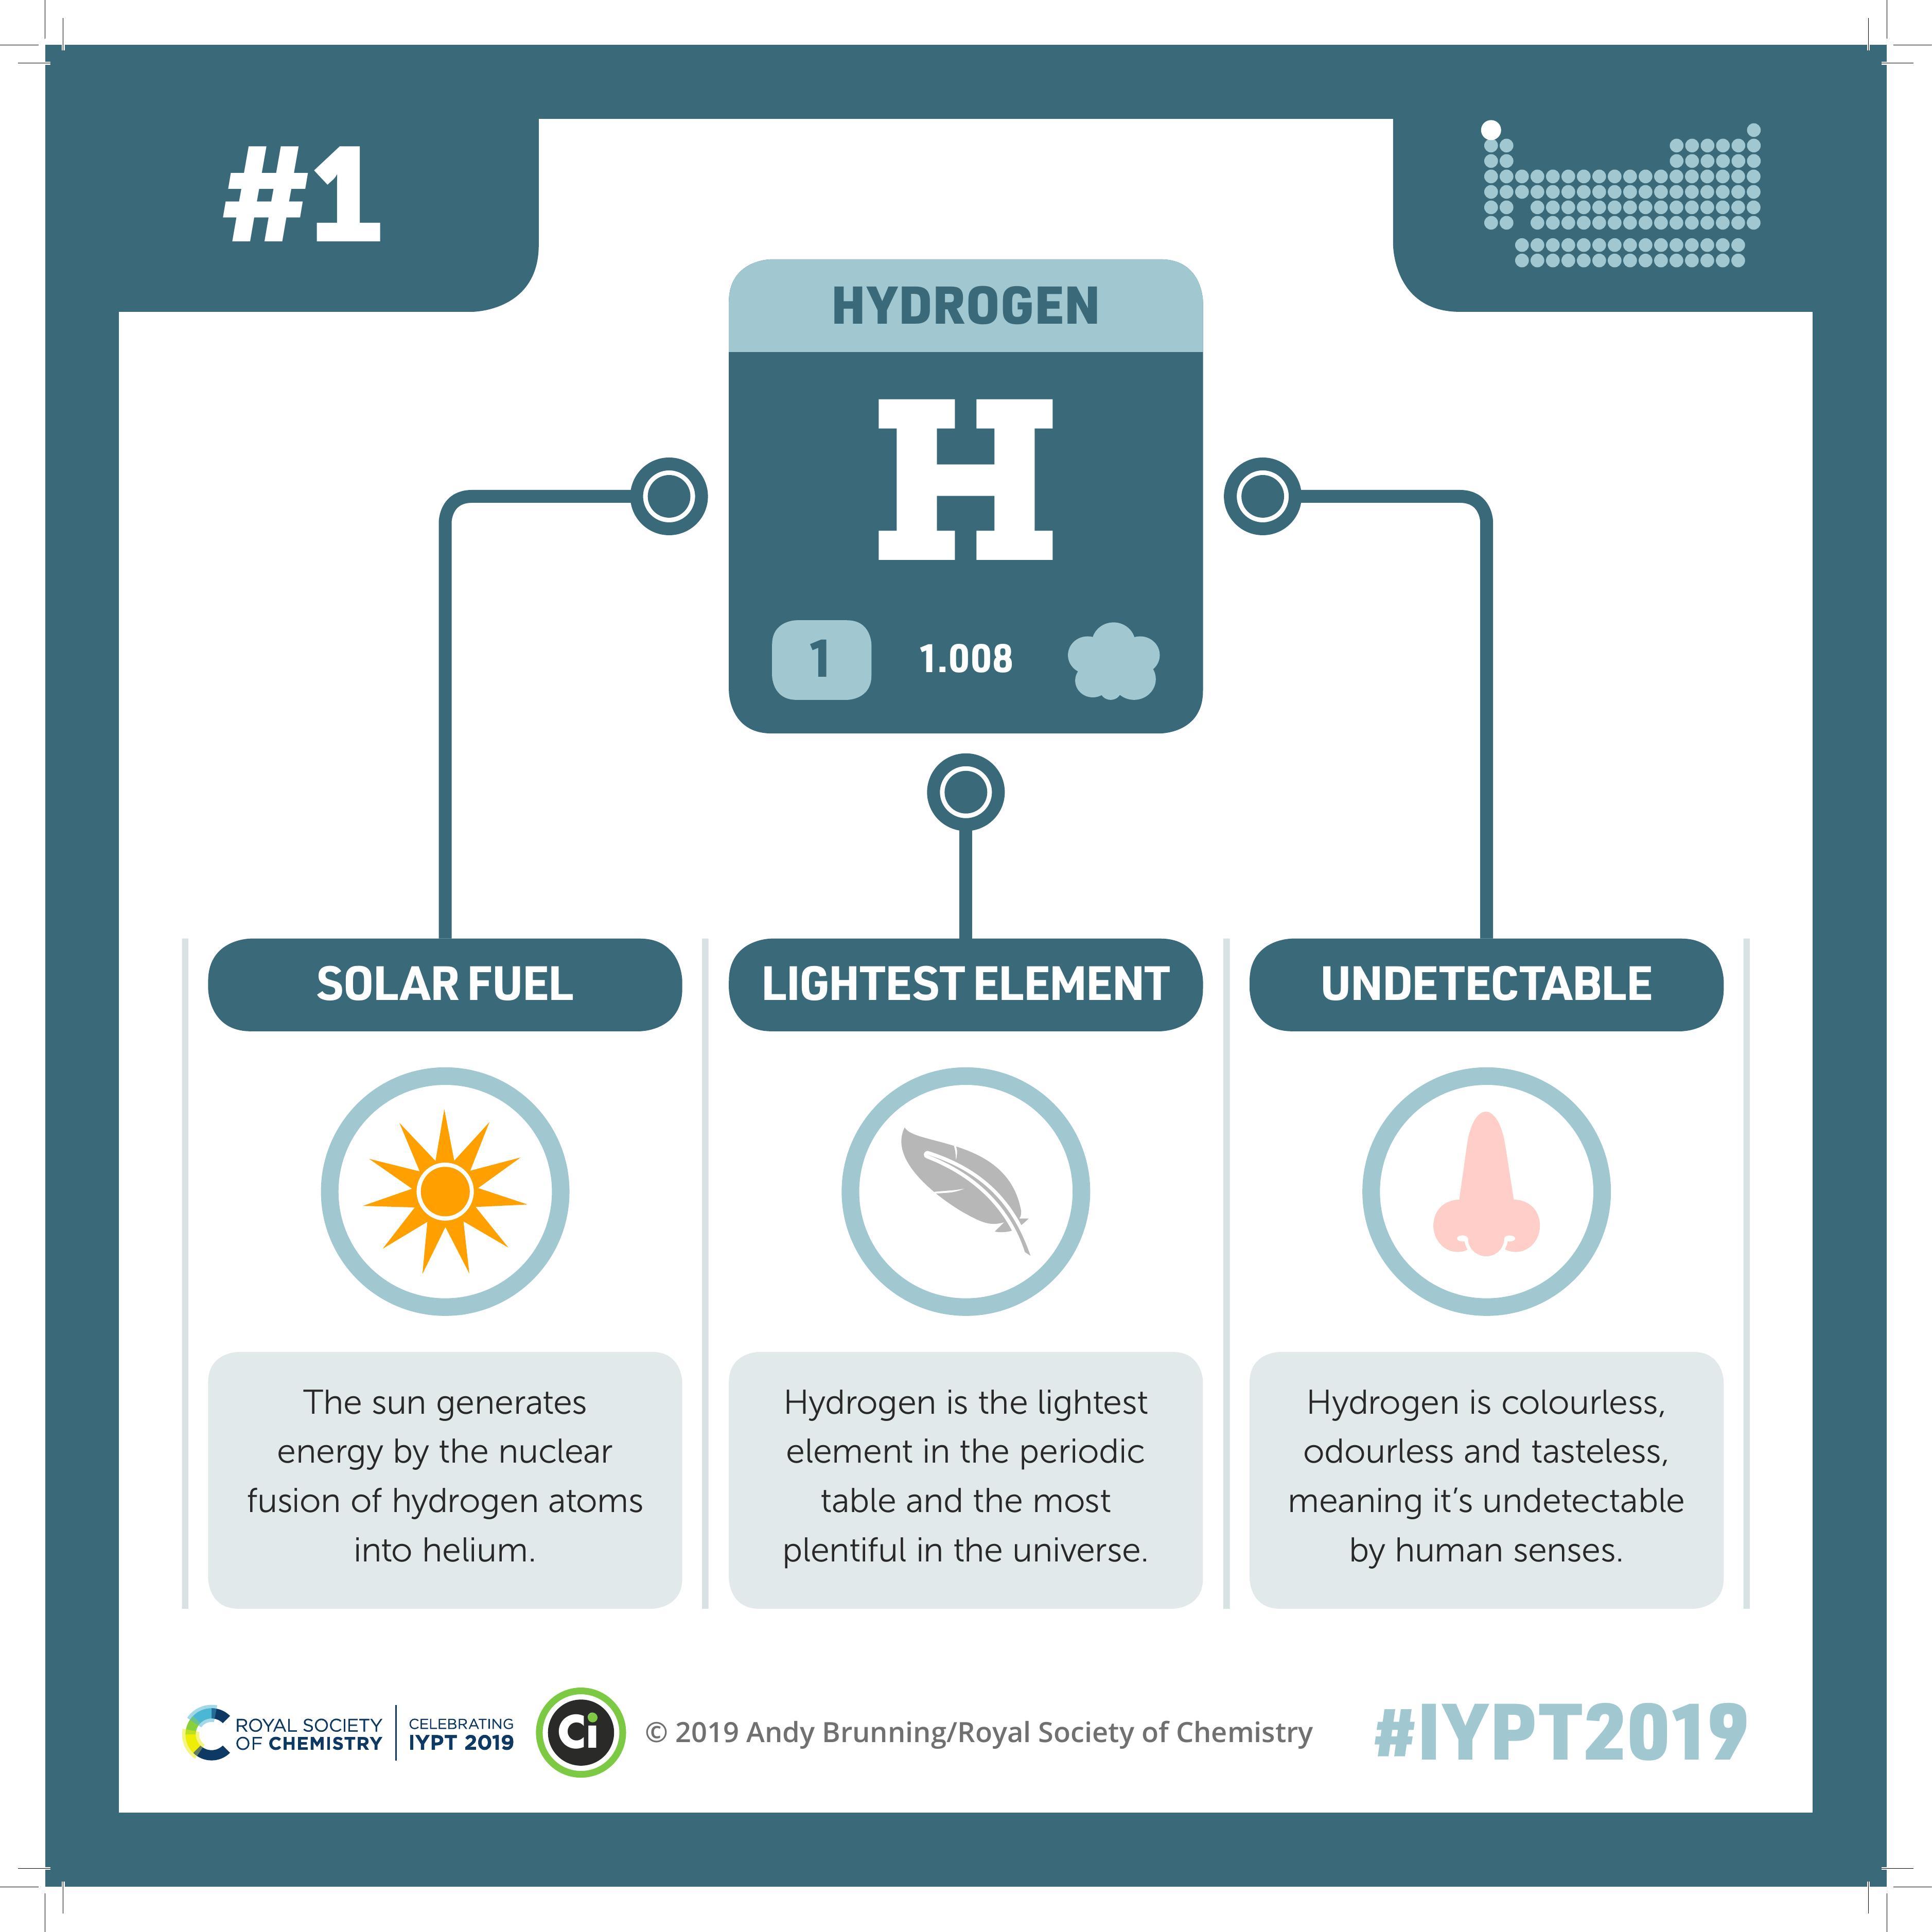 #1
HYDROGEN
H
1
1.008
SOLAR FUEL
The sun generates
energy by the nuclear
fusion of hydrogen atoms
into helium.
LIGHTEST ELEMENT
Hydrogen is the lightest
element in the periodic
table and the most
plentiful in the universe.
UNDETECTABLE
Hydrogen is colourless,
odourless and tasteless,
meaning it’s undetectable
by human senses.
ROYAL SOCIETY
OF CHEMISTRY
CELEBRATING
IYPT 2019
Ci
© 2019 Andy Brunning/Royal Society of Chemistry
#IYPT2019